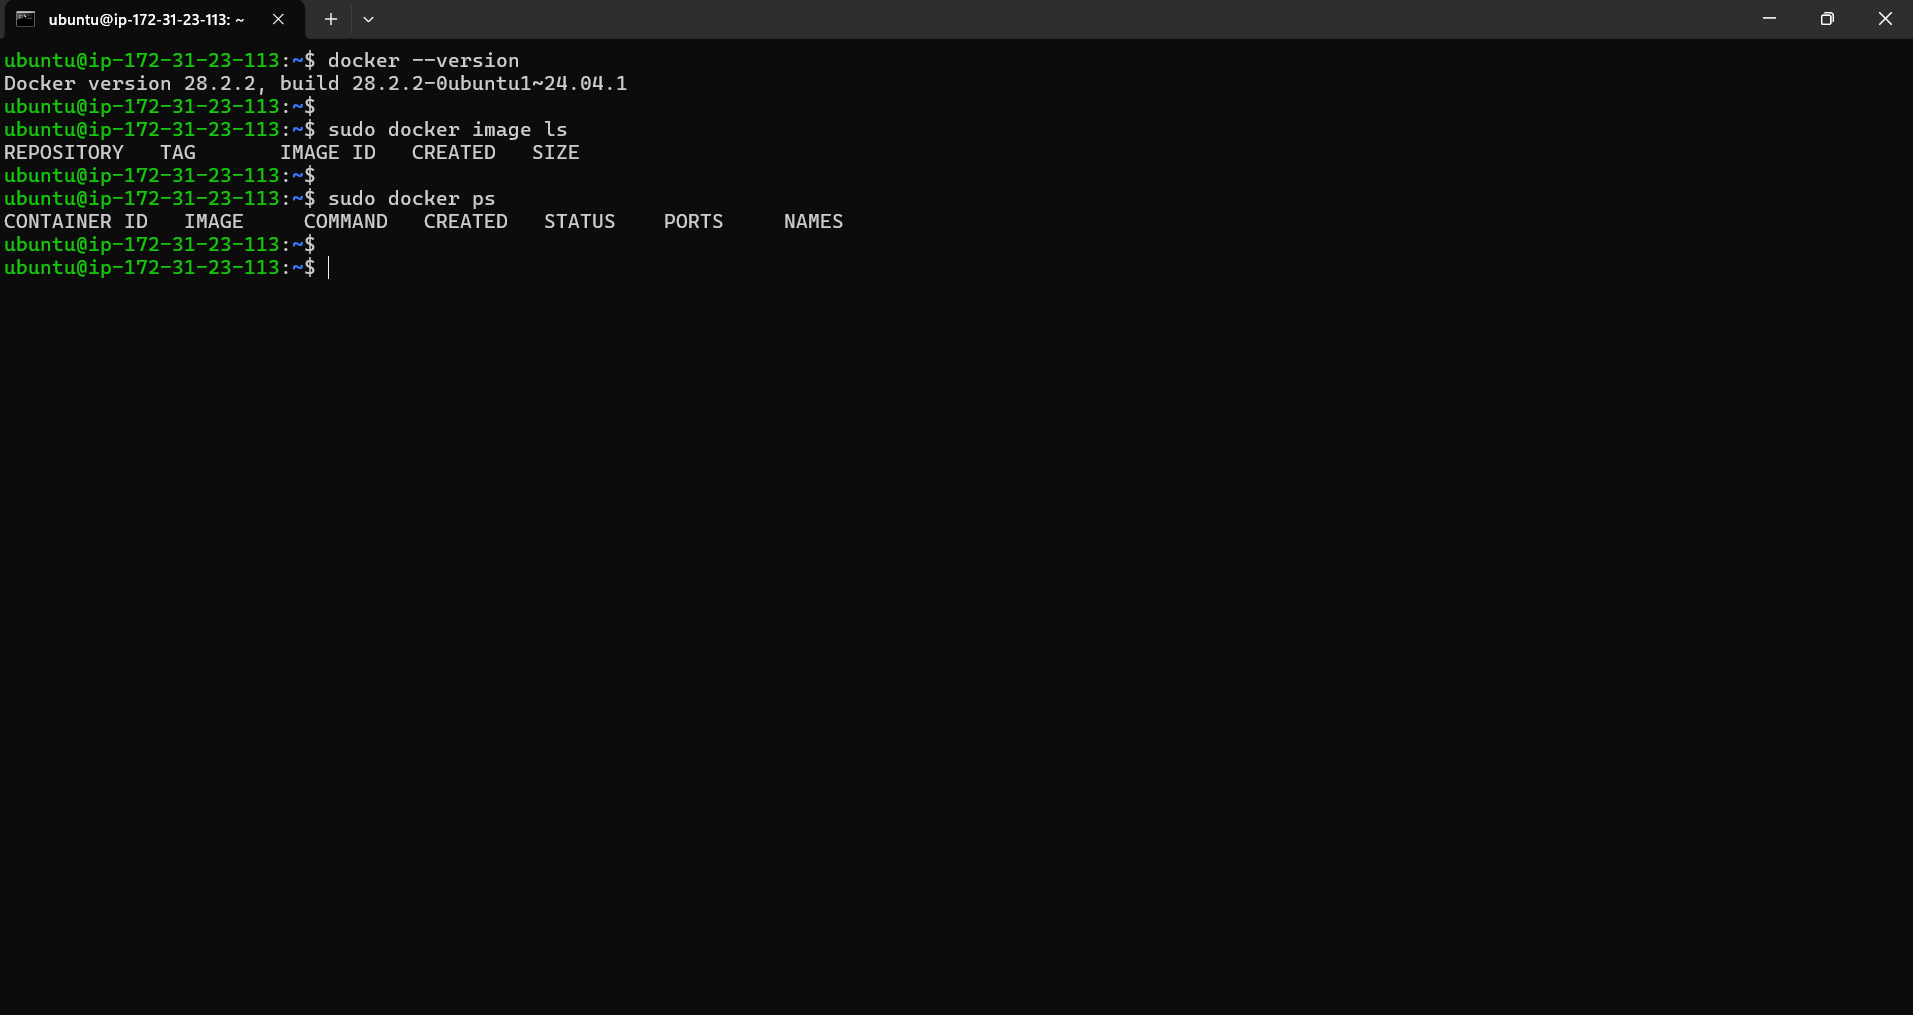 ubuntu@ip-172-31-23-113: ~
ubuntu@ip-172-31-23-113:~$ docker --version
Docker version 28.2.2, build 28.2.2-0ubuntu1~24.04.1
ubuntu@ip-172-31-23-113:~$
ubuntu@ip-172-31-23-113:~$ sudo docker image ls
REPOSITORY   TAG       IMAGE ID   CREATED   SIZE
ubuntu@ip-172-31-23-113:~$
ubuntu@ip-172-31-23-113:~$ sudo docker ps
CONTAINER ID   IMAGE     COMMAND   CREATED   STATUS    PORTS     NAMES
ubuntu@ip-172-31-23-113:~$
ubuntu@ip-172-31-23-113:~$